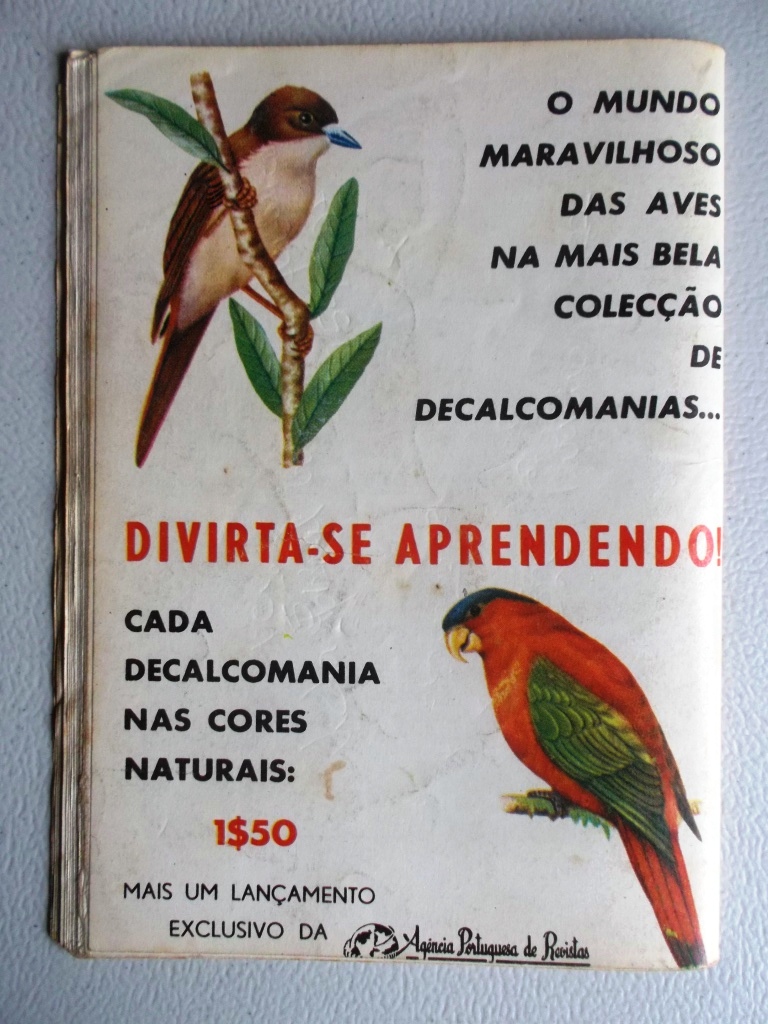 O MUNDO
MARAVILHOSO
DAS AVES
NA MAIS BELA
COLECÇÃO
DE
DECALCOMANIAS...
DIVIRTA-SE APRENDENDO!
CADA
DECALCOMANIA
NAS CORES
NATURAIS:
1$50
MAIS UM LANÇAMENTO
EXCLUSIVO DA Agência Portuguesa de Revistas